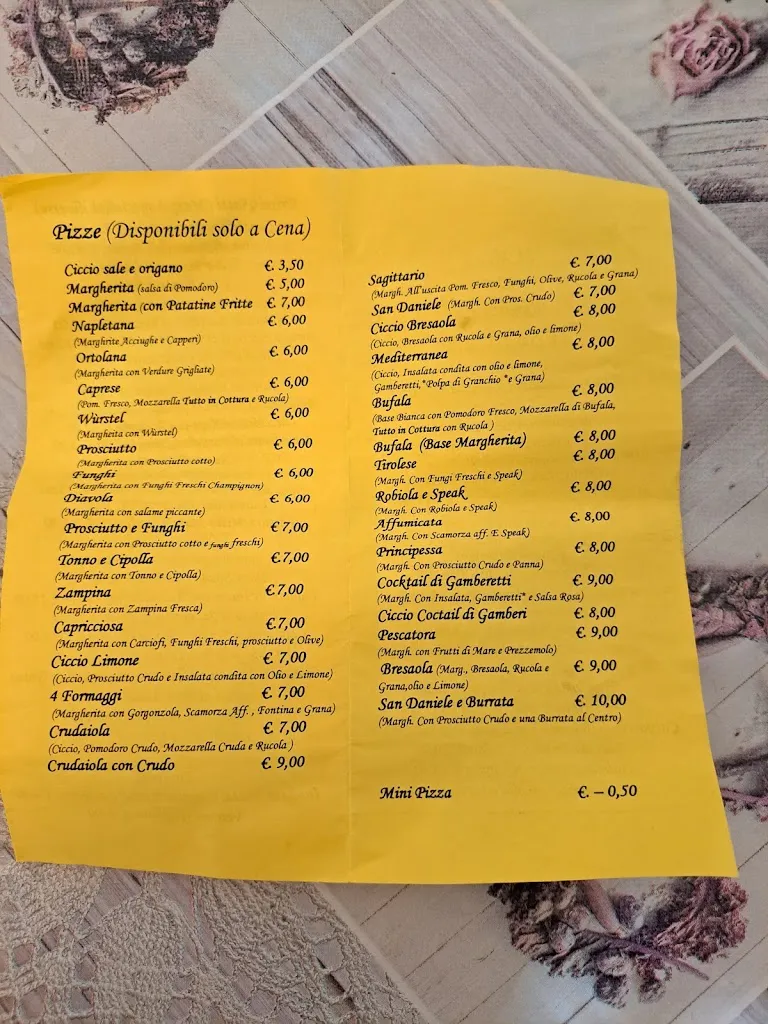 Pizze (Disponibili solo a Cena)
Ciccio sale e origano €. 3,50
Margherita (salsa di Pomodoro) €. 5,00
Margherita (con Patatine Fritte €. 7,00
Napletana €. 6,00
(Marghrite Acciughe e Capperi)
Ortolana €. 6,00
(Margherita con Verdure Grigliate)
Caprese €. 6,00
(Pom. Fresco, Mozzarella Tutto in Cottura e Rucola)
Würstel €. 6,00
(Margheita con Würstel)
Prosciutto €. 6,00
(Margherita con Prosciutto cotto)
Funghi €. 6,00
(Margherita con Funghi Freschi Champignon)
Diavola €. 6,00
(Margherita con salame piccante)
Prosciutto e Funghi € 7,00
(Margherita con Prosciutto cotto e funghi freschi)
Tonno e Cipolla €.7,00
(Margherita con Tonno e Cipolla)
Zampina €.7,00
(Margherita con Zampina Fresca)
Capricciosa €.7,00
(Margherita con Carciofi, Funghi Freschi, prosciutto e Olive)
Ciccio Limone €. 7,00
(Ciccio, Prosciutto Crudo e Insalata condita con Olio e Limone)
4 Formaggi €. 7,00
(Margherita con Gorgonzola, Scamorza Aff. , Fontina e Grana)
Crudaiola €. 7,00
(Ciccio, Pomodoro Crudo, Mozzarella Cruda e Rucola )
Crudaiola con Crudo €. 9,00
Sagittario €. 7,00
(Margh. All'uscita Pom. Fresco, Funghi, Olive, Rucola e Grana)
San Daniele (Margh. Con Pros. Crudo) €. 7,00
Ciccio Bresaola €. 8,00
(Ciccio, Bresaola con Rucola e Grana, olio e limone)
Mediterranea €. 8,00
(Ciccio, Insalata condita con olio e limone,
Gamberetti,*Polpa di Granchio *e Grana)
Bufala €. 8,00
(Base Bianca con Pomodoro Fresco, Mozzarella di Bufala,
Tutto in Cottura con Rucola )
Bufala (Base Margherita) €. 8,00
Tirolese €. 8,00
(Margh. Con Fungi Freschi e Speak)
Robiola e Speak €. 8,00
(Margh. Con Robiola e Speak)
Affumicata €. 8,00
(Margh. Con Scamorza aff. E Speak)
Principessa €. 8,00
(Margh. Con Prosciutto Crudo e Panna)
Cocktail di Gamberetti €. 9,00
(Margh. Con Insalata, Gamberetti* e Salsa Rosa)
Ciccio Coctail di Gamberi €. 8,00
Pescatora €. 9,00
(Margh. con Frutti di Mare e Prezzemolo)
Bresaola (Marg., Bresaola, Rucola e €. 9,00
Grana,olio e Limone)
San Daniele e Burrata €. 10,00
(Margh. Con Prosciutto Crudo e una Burrata al Centro)
Mini Pizza €. – 0,50